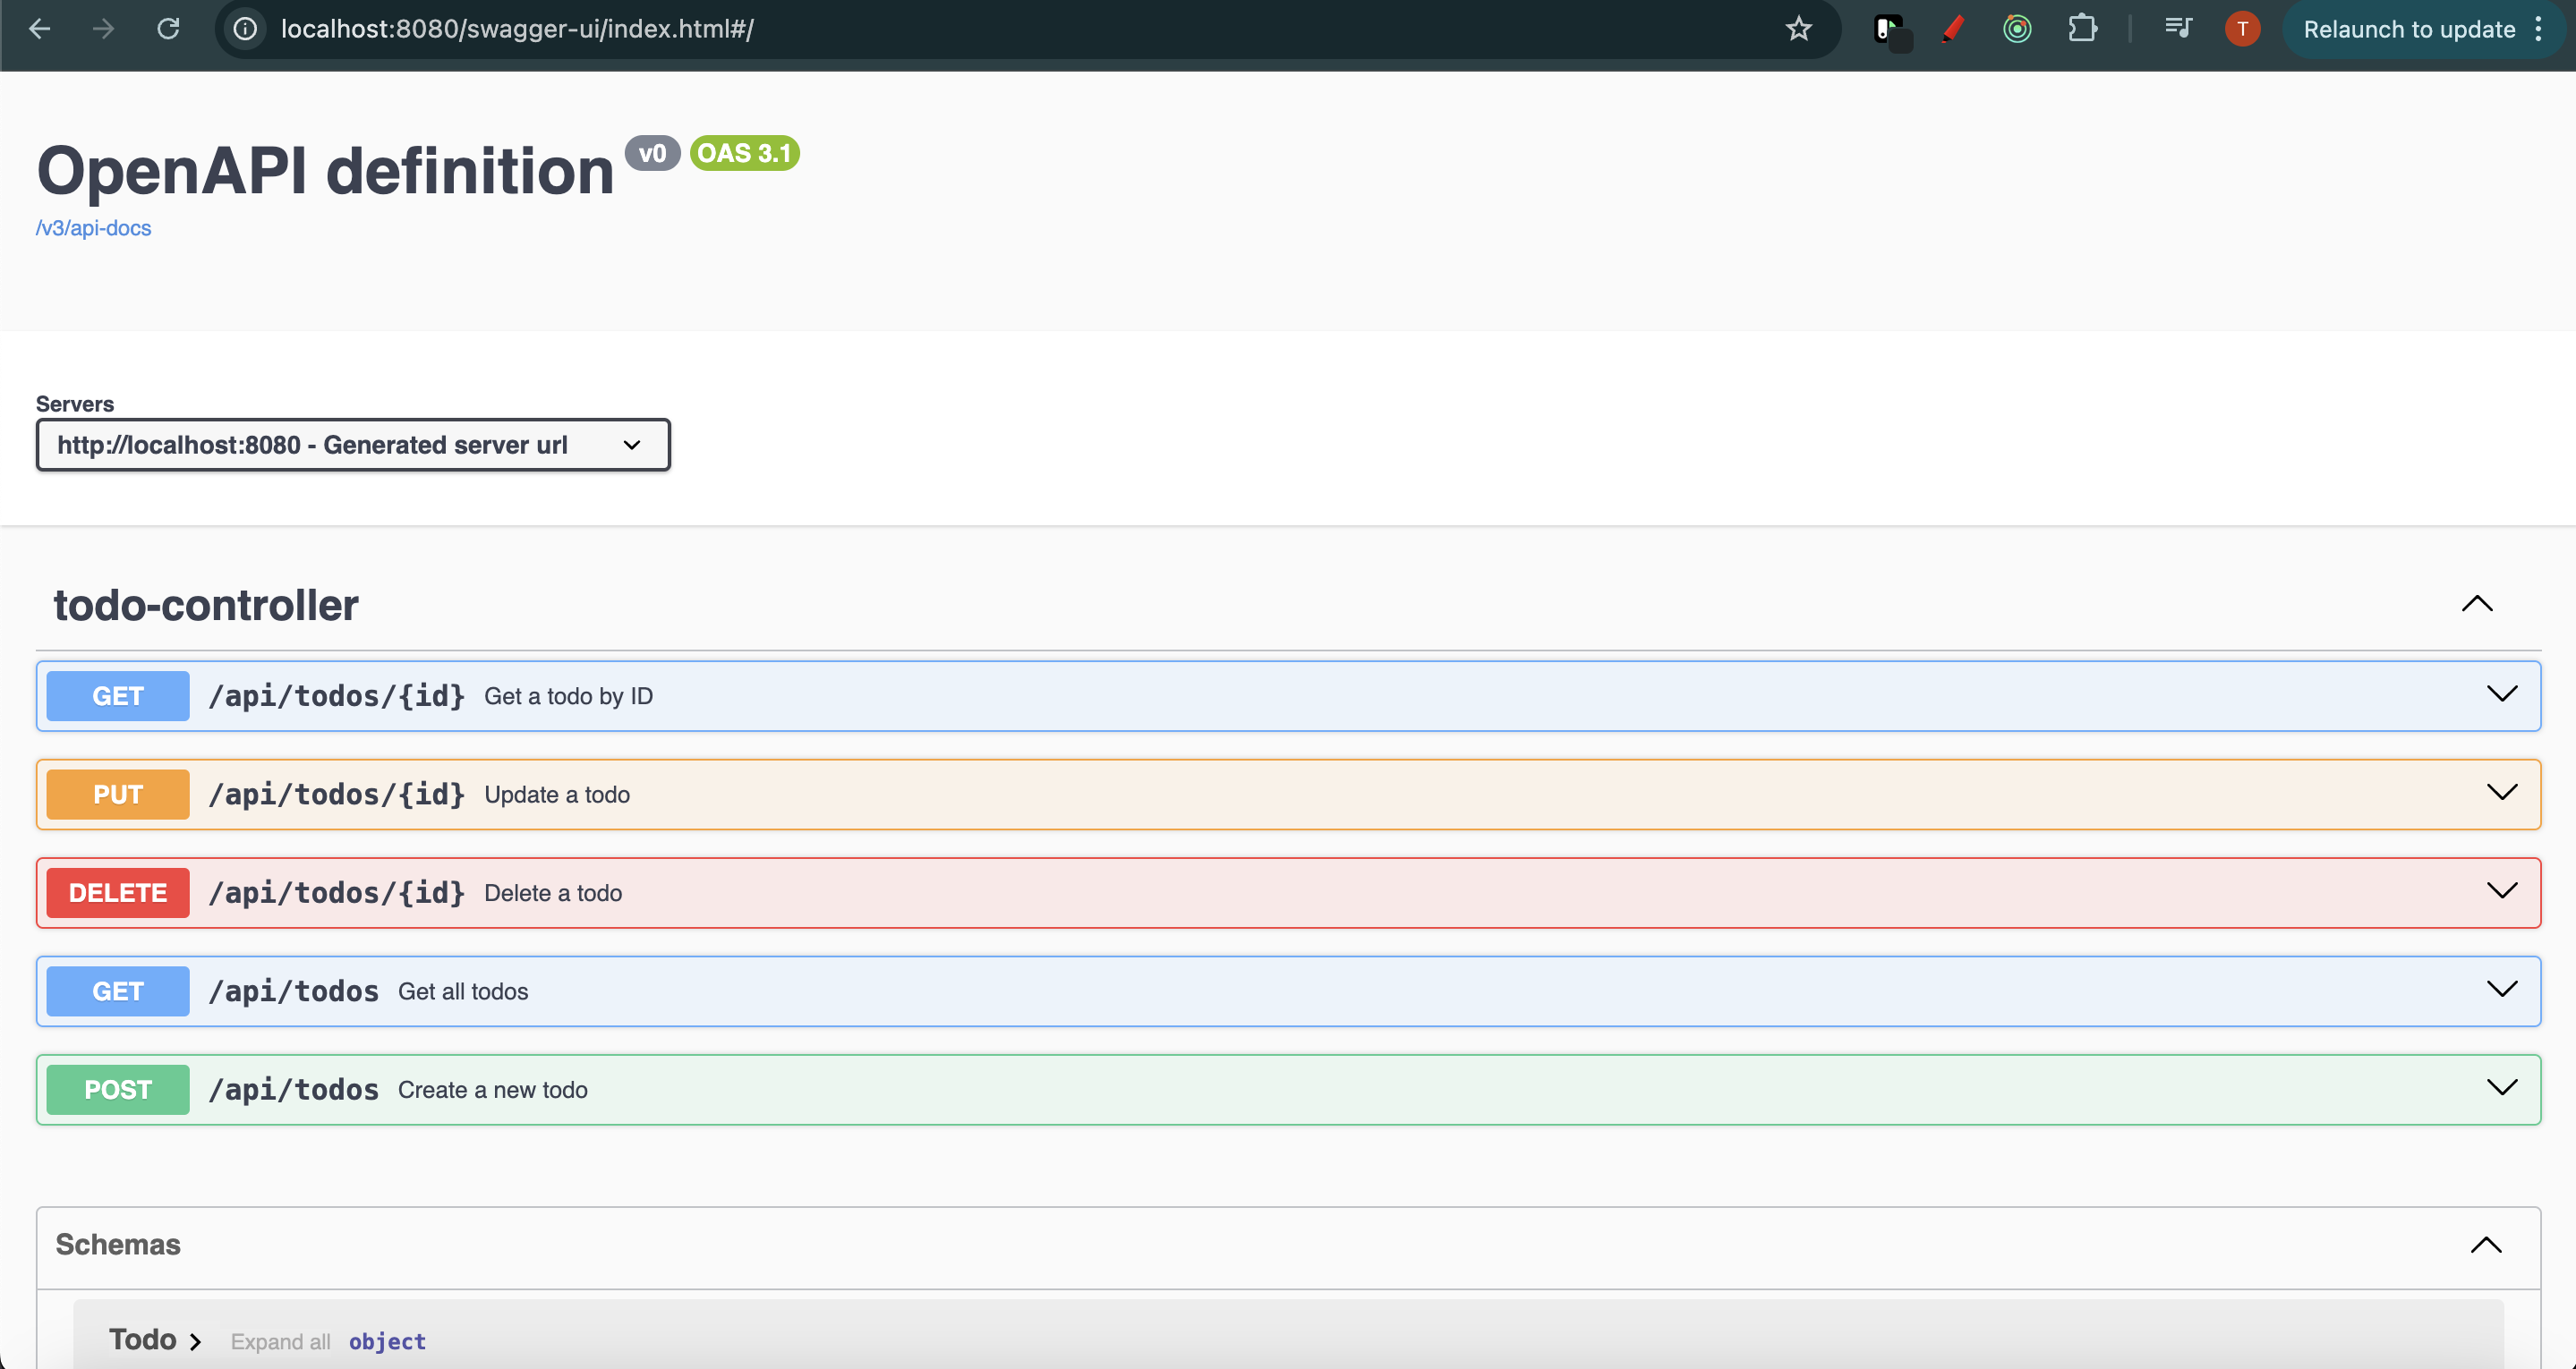 localhost:8080/swagger-ui/index.html#/
T
Relaunch to update
OpenAPI definition v0 OAS 3.1
/v3/api-docs
Servers
http://localhost:8080 - Generated server url
todo-controller
GET /api/todos/{id} Get a todo by ID
PUT /api/todos/{id} Update a todo
DELETE /api/todos/{id} Delete a todo
GET /api/todos Get all todos
POST /api/todos Create a new todo
Schemas
Todo Expand all object